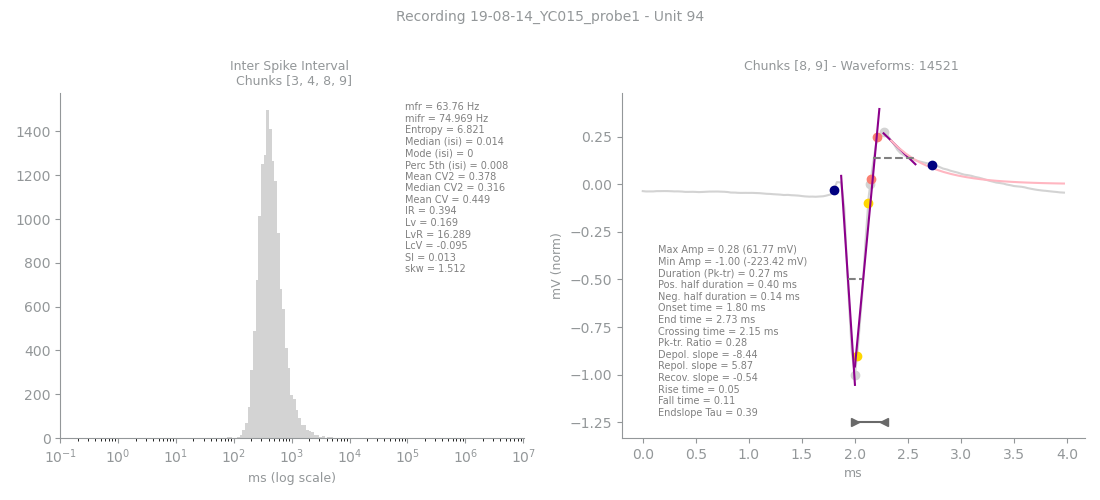 Recording 19-08-14_YC015_probe1 - Unit 94
Inter Spike Interval
Chunks [3, 4, 8, 9]
mfr = 63.76 Hz
mifr = 74.969 Hz
Entropy = 6.821
Median (isi) = 0.014
Mode (isi) = 0
Perc 5th (isi) = 0.008
Mean CV2 = 0.378
Median CV2 = 0.316
Mean CV = 0.449
IR = 0.394
Lv = 0.169
LvR = 16.289
LcV = -0.095
SI = 0.013
skw = 1.512
1400
1200
1000
800
600
400
200
0
10^-1 10^0 10^1 10^2 10^3 10^4 10^5 10^6 10^7
ms (log scale)
Chunks [8, 9] - Waveforms: 14521
mV (norm)
0.25
0.00
−0.25
−0.50
−0.75
−1.00
−1.25
Max Amp = 0.28 (61.77 mV)
Min Amp = -1.00 (-223.42 mV)
Duration (Pk-tr) = 0.27 ms
Pos. half duration = 0.40 ms
Neg. half duration = 0.14 ms
Onset time = 1.80 ms
End time = 2.73 ms
Crossing time = 2.15 ms
Pk-tr. Ratio = 0.28
Depol. slope = -8.44
Repol. slope = 5.87
Recov. slope = -0.54
Rise time = 0.05
Fall time = 0.11
Endslope Tau = 0.39
0.0 0.5 1.0 1.5 2.0 2.5 3.0 3.5 4.0
ms